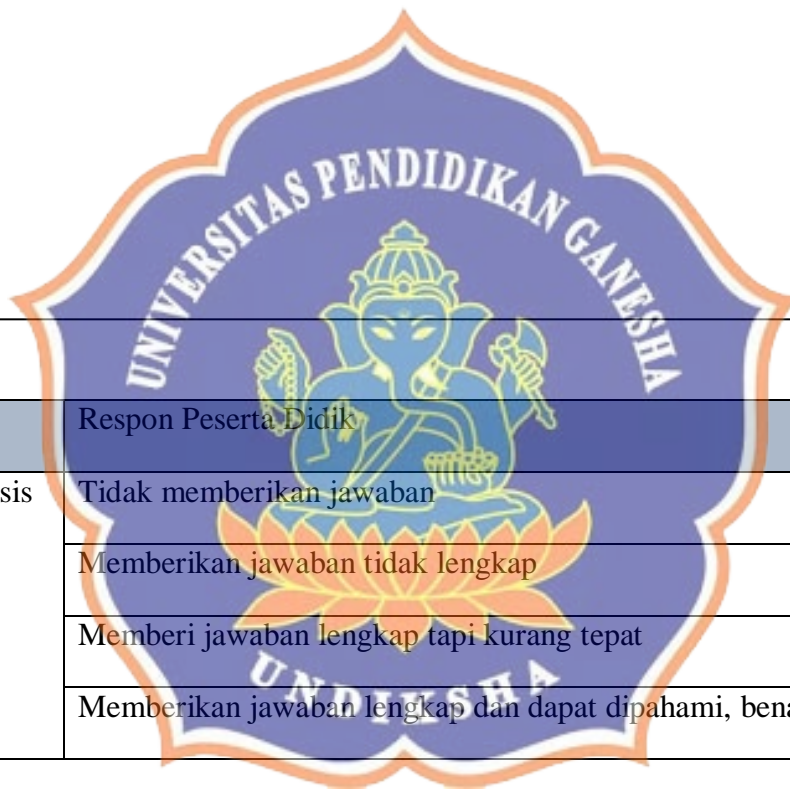 UNIVERSITAS PENDIDIKAN GANESHA
Respon Peserta Didik
sis Tidak memberikan jawaban
Memberikan jawaban tidak lengkap
Memberi jawaban lengkap tapi kurang tepat
UNDIKSHA
Memberikan jawaban lengkap dan dapat dipahami, bena